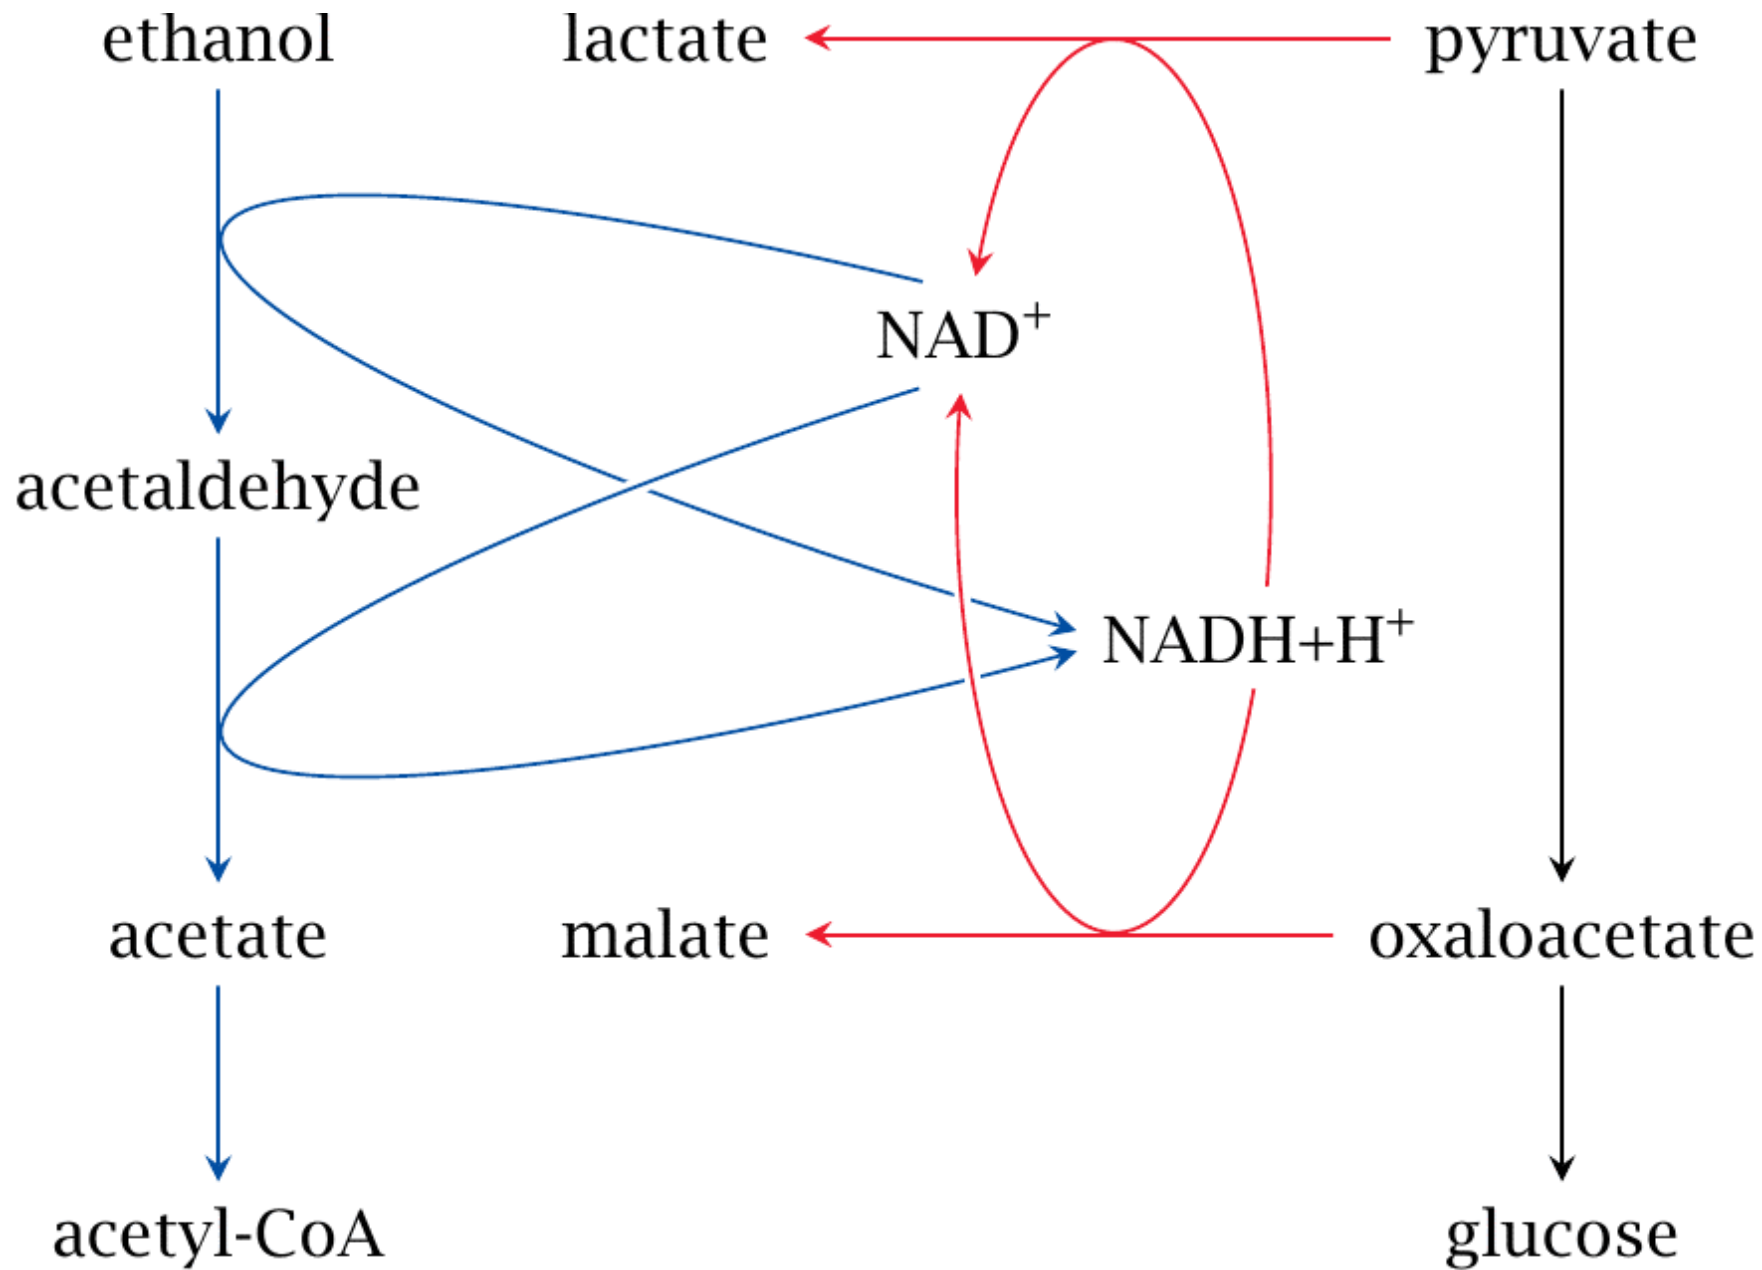 ethanol lactate pyruvate
NAD⁺
acetaldehyde
NADH+H⁺
acetate malate oxaloacetate
acetyl-CoA glucose